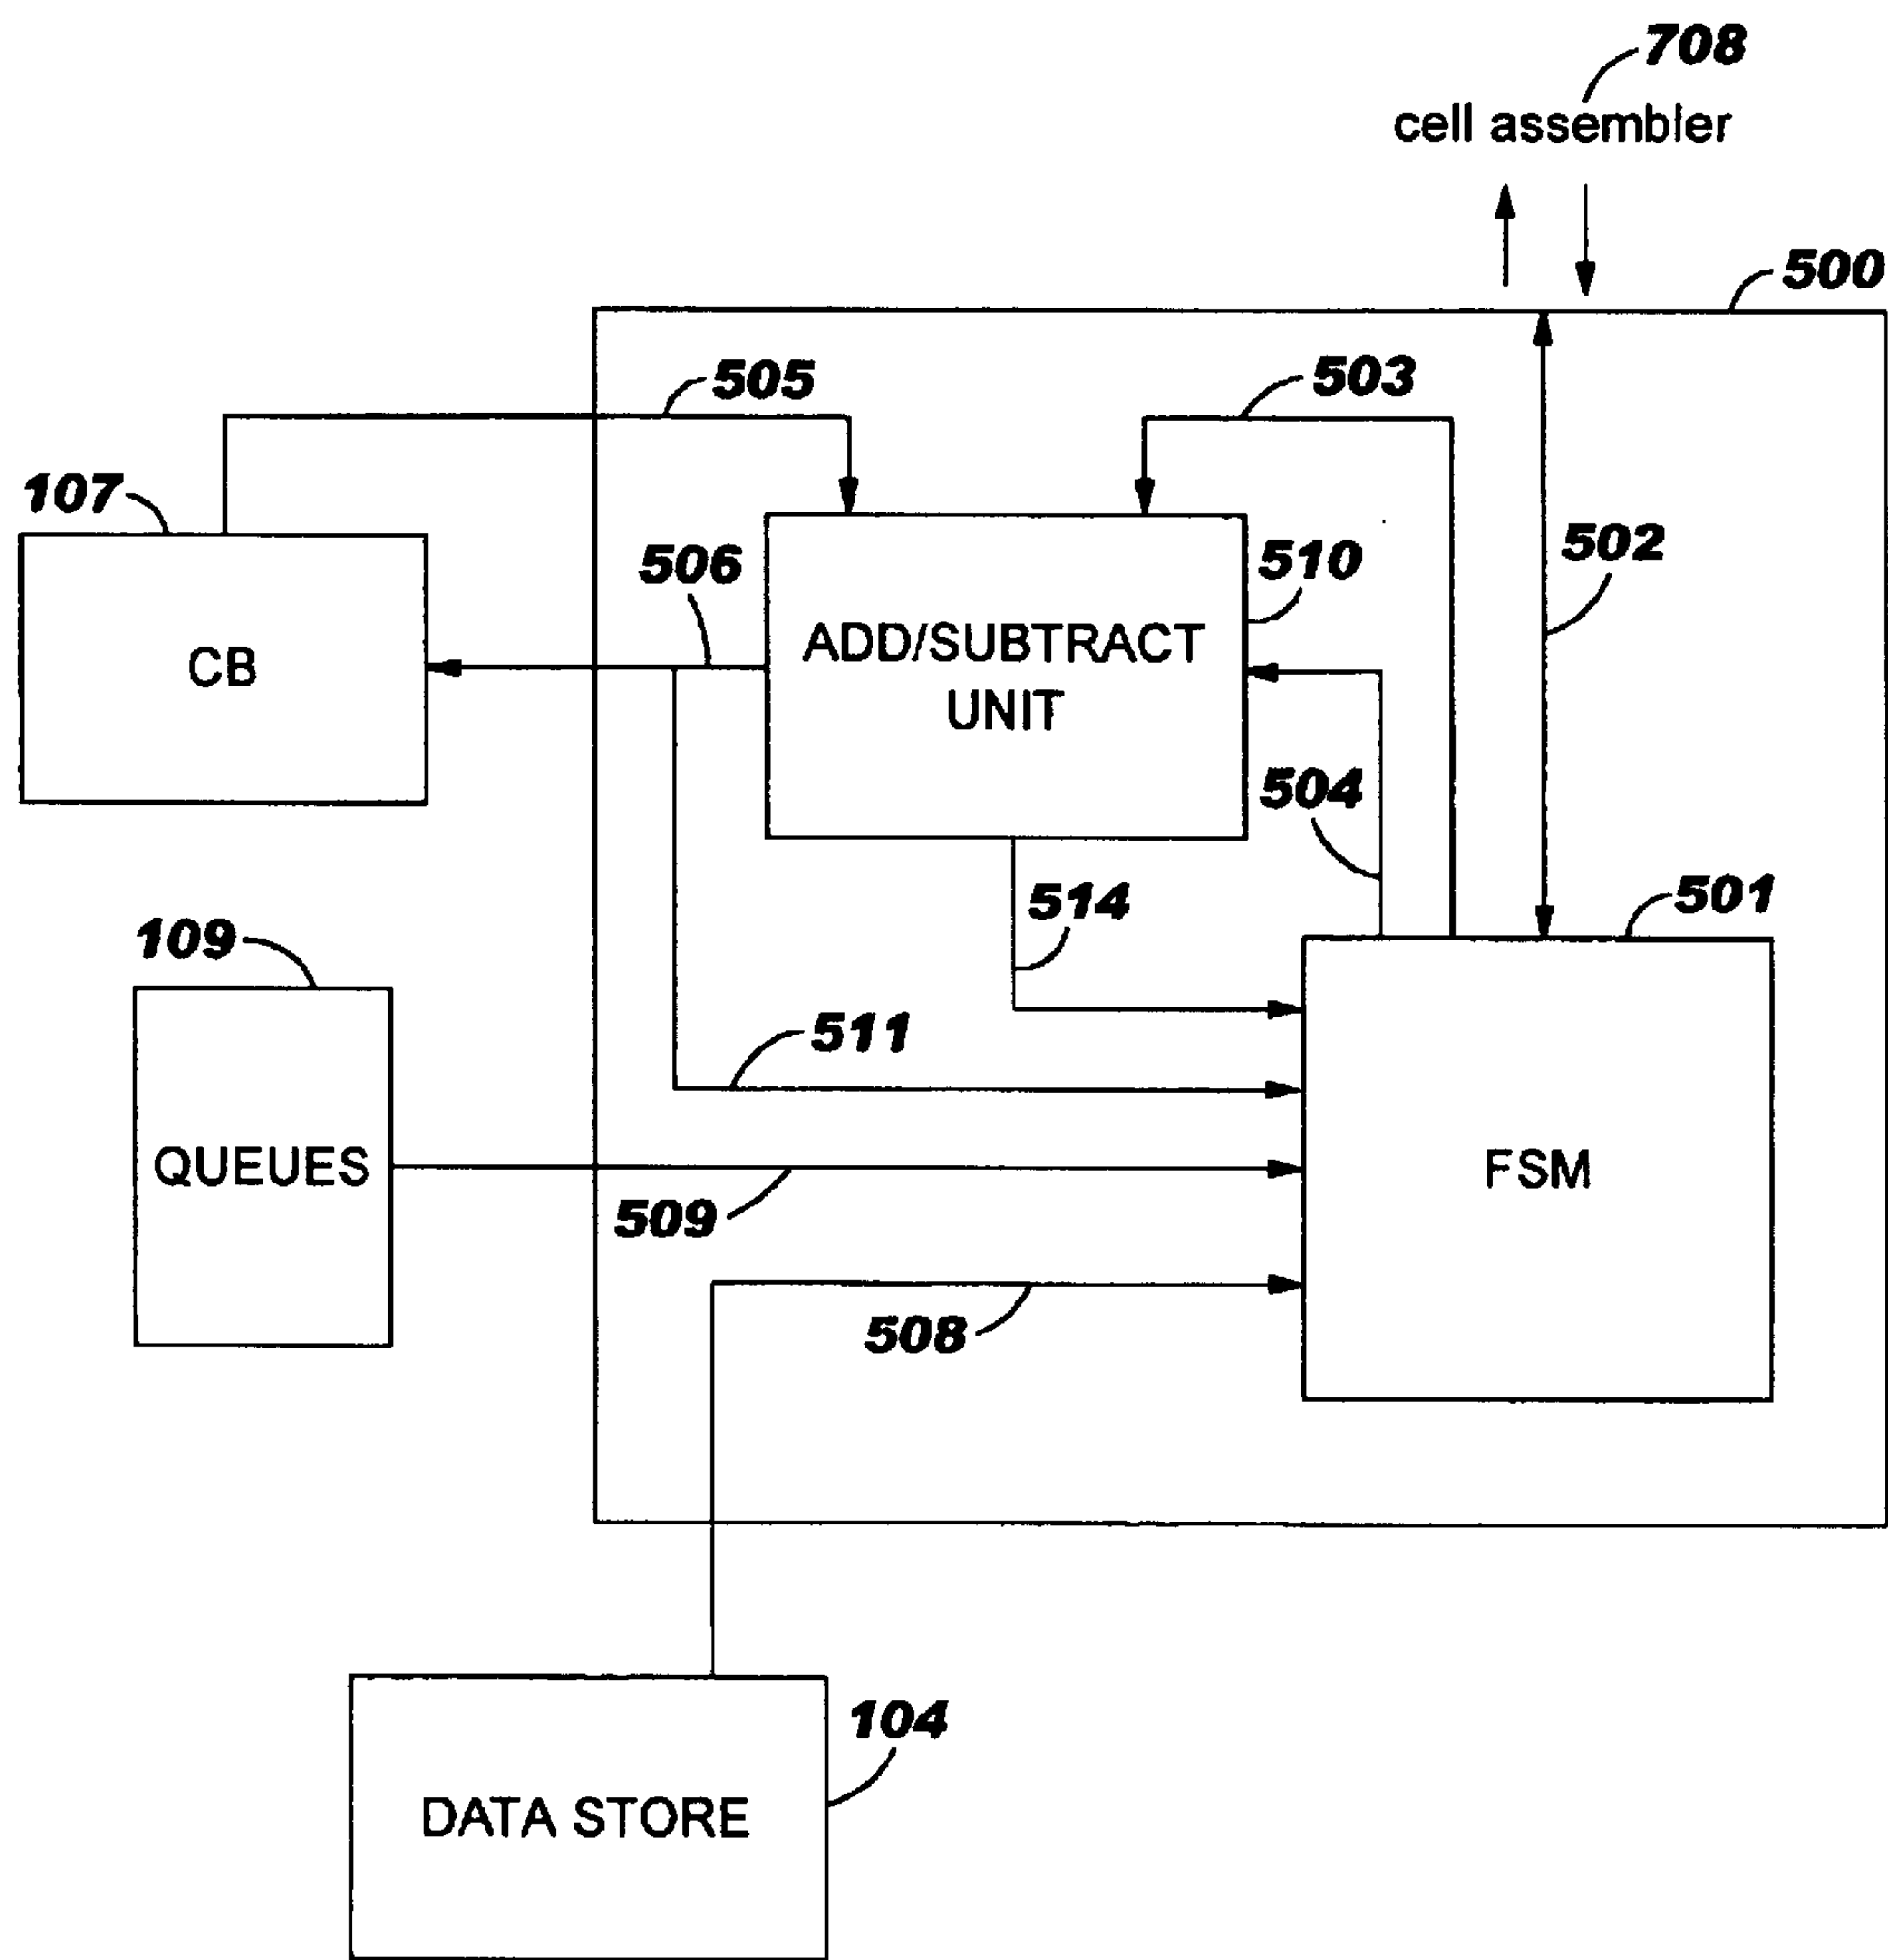 708
cell assembler
500
505
503
107
506
510
502
CB
ADD/SUBTRACT
UNIT
504
514
501
109
511
QUEUES
FSM
509
508
104
DATA STORE